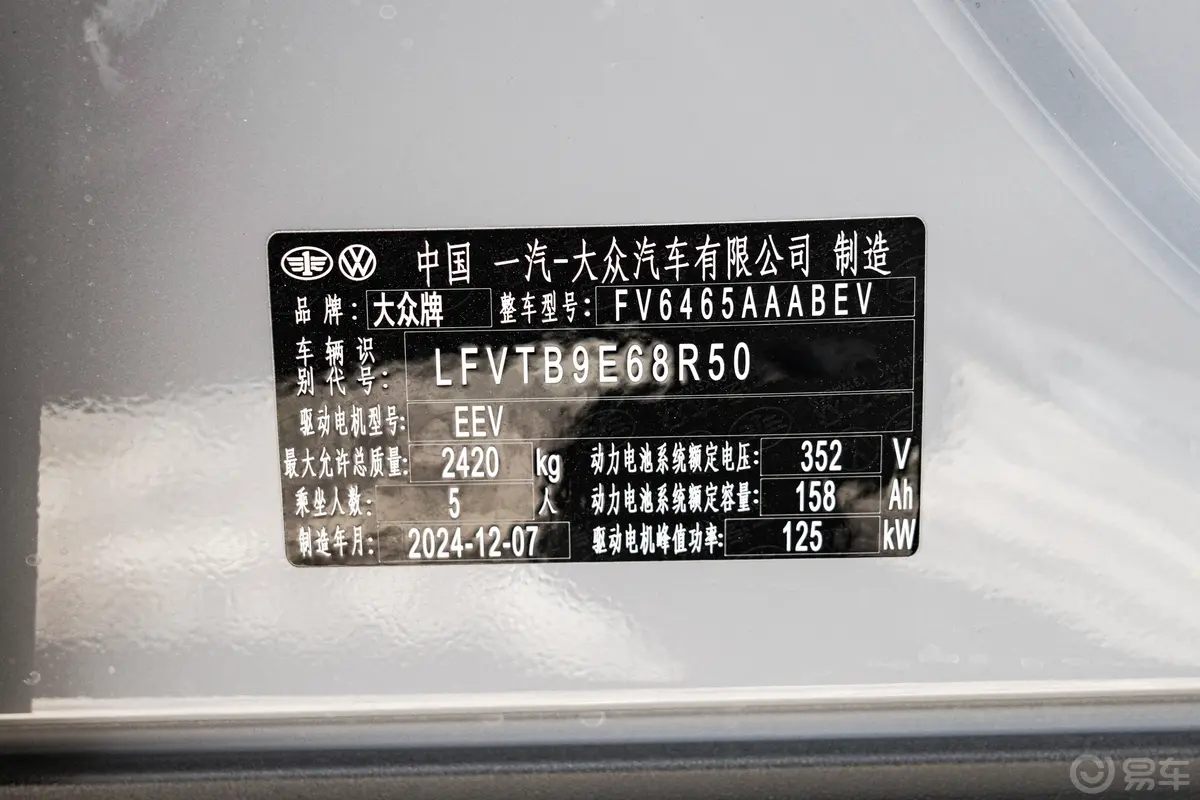 中国 一汽-大众汽车有限公司 制造
品牌: 大众牌 整车型号: FV6465AAABEV
车辆识别代号: LFVTB9E68R50
驱动电机型号: EEV
最大允许总质量: 2420 kg 动力电池系统额定电压: 352 V
乘坐人数: 5 人 动力电池系统额定容量: 158 Ah
制造年月: 2024-12-07 驱动电机峰值功率: 125 kW
易车